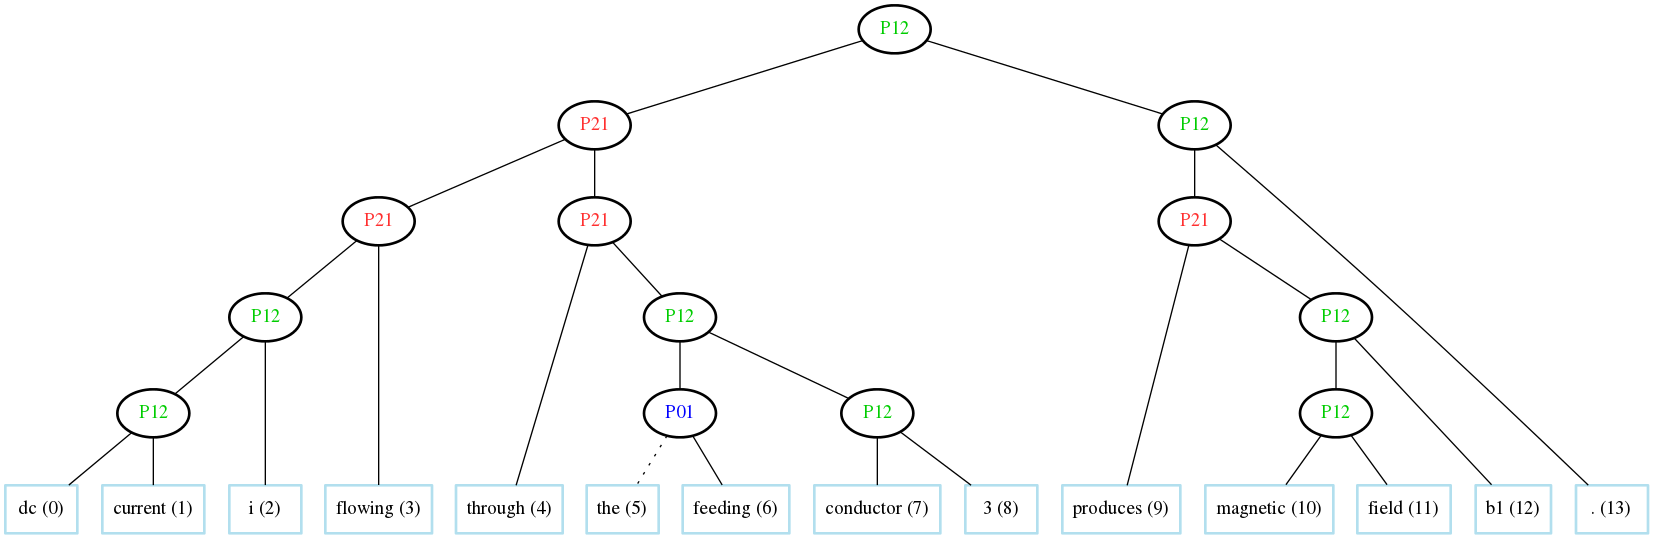 P12
P21 P12
P21 P21 P21
P12 P12 P12
P12 P01 P12 P12
dc (0) current (1) i (2) flowing (3) through (4) the (5) feeding (6) conductor (7) 3 (8) produces (9) magnetic (10) field (11) b1 (12) . (13)